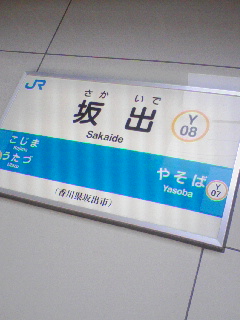 JR
さかいで
坂出
Sakaide
Y
08
こじま
Kojima
うたづ
Utazu
やそば
Yasoba
Y
07
(香川県坂出市)